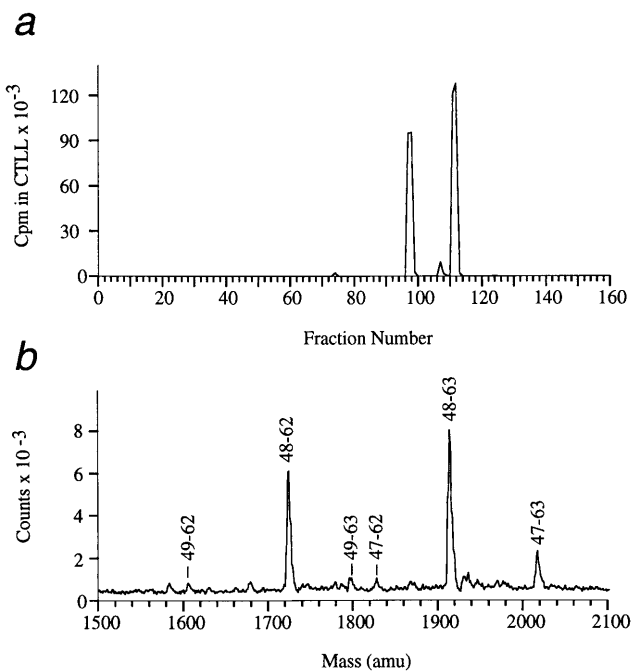 a
Cpm in CTLL x 10-3
120
90
60
30
0
0 20 40 60 80 100 120 140 160
Fraction Number
b
Counts x 10-3
8
6
4
2
0
49-62
48-62
49-63
47-62
48-63
47-63
1500 1600 1700 1800 1900 2000 2100
Mass (amu)